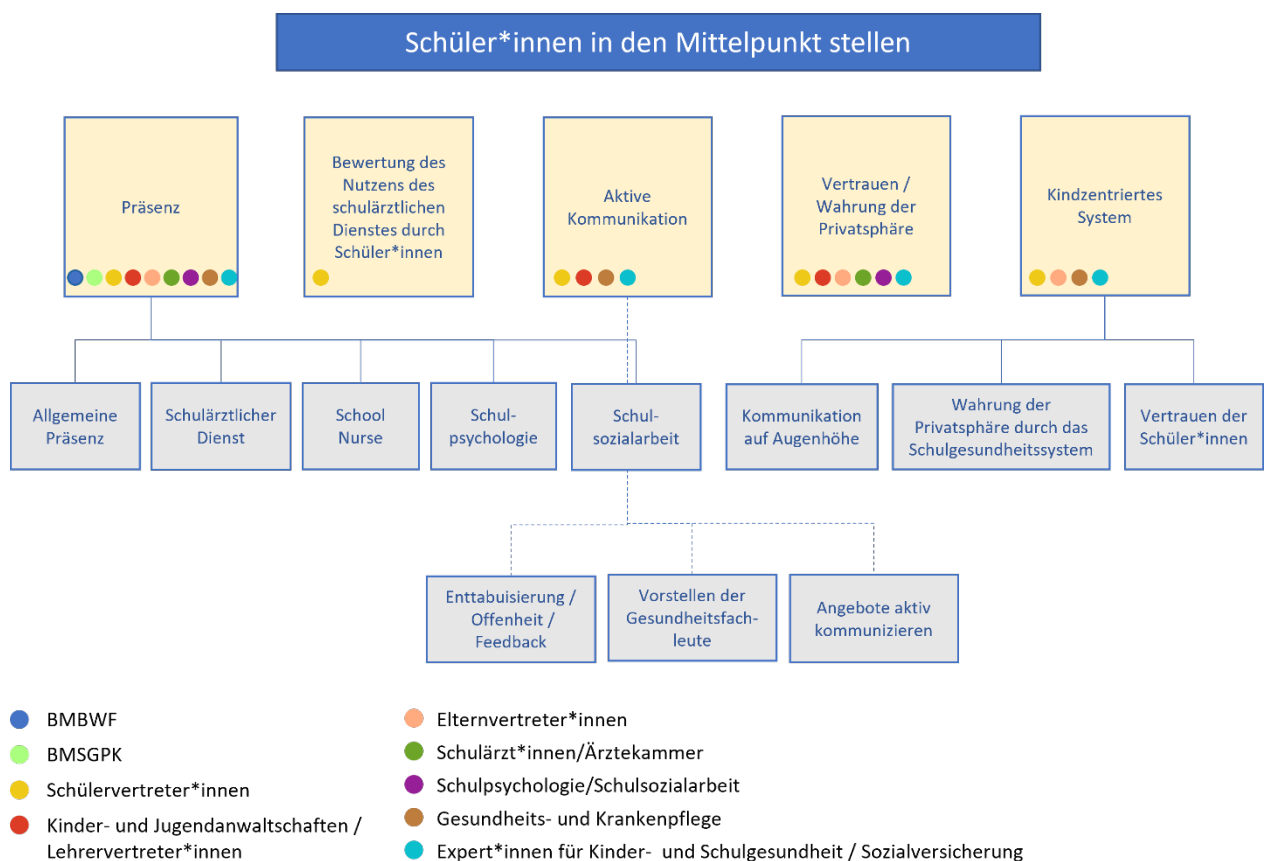 Schüler*innen in den Mittelpunkt stellen
Präsenz
Bewertung des
Nutzens des
schulärztlichen
Dienstes durch
Schüler*innen
Aktive
Kommunikation
Vertrauen /
Wahrung der
Privatsphäre
Kindzentriertes
System
Allgemeine
Präsenz
Schulärztlicher
Dienst
School
Nurse
Schul-
psychologie
Schul-
sozialarbeit
Kommunikation
auf Augenhöhe
Wahrung der
Privatsphäre durch das
Schulgesundheitssystem
Vertrauen der
Schüler*innen
Enttabuisierung /
Offenheit /
Feedback
Vorstellen der
Gesundheitsfach-
leute
Angebote aktiv
kommunizieren
BMBWF
BMSGPK
Schülervertreter*innen
Kinder- und Jugendanwaltschaften /
Lehrervertreter*innen
Elternvertreter*innen
Schulärzt*innen/Ärztekammer
Schulpsychologie/Schulsozialarbeit
Gesundheits- und Krankenpflege
Expert*innen für Kinder- und Schulgesundheit / Sozialversicherung